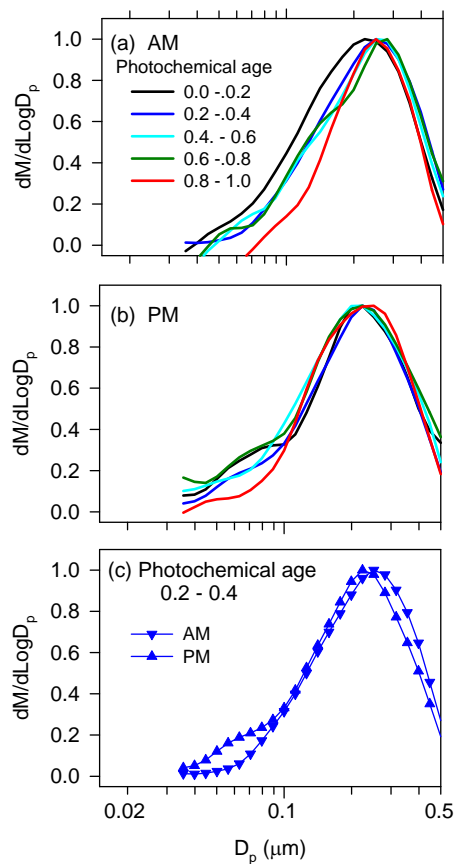 (a) AM
Photochemical age
0.0 -.0.2
0.2 -.0.4
0.4. - 0.6
0.6 -.0.8
0.8 - 1.0
dM/dLogDp
1.0
0.8
0.6
0.4
0.2
0.0
(b) PM
dM/dLogDp
1.0
0.8
0.6
0.4
0.2
0.0
(c) Photochemical age
0.2 - 0.4
AM
PM
dM/dLogDp
1.0
0.8
0.6
0.4
0.2
0.0
0.02 0.1 0.5
Dp (μm)